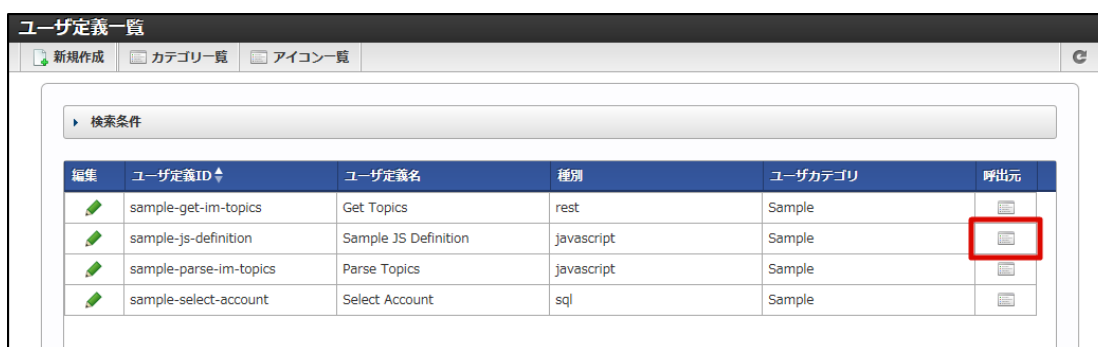 ユーザ定義一覧
新規作成 カテゴリ一覧 アイコン一覧
検索条件
編集 ユーザ定義ID ユーザ定義名 種別 ユーザカテゴリ 呼出元
sample-get-im-topics Get Topics rest Sample
sample-js-definition Sample JS Definition javascript Sample
sample-parse-im-topics Parse Topics javascript Sample
sample-select-account Select Account sql Sample